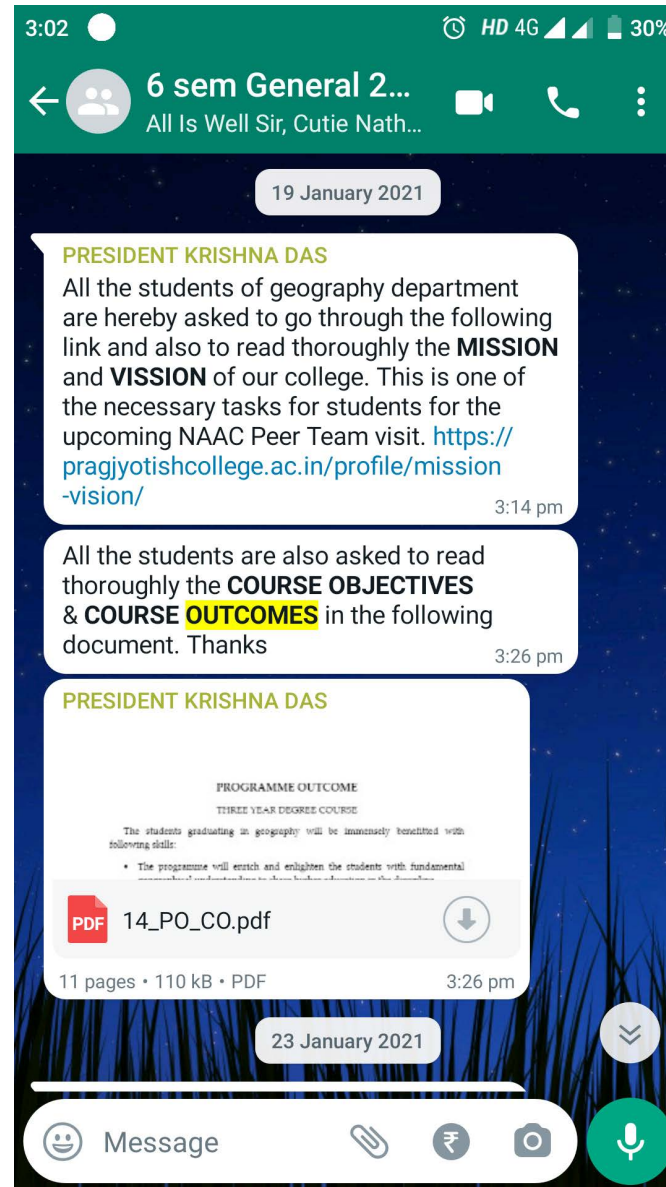 3:02 HD 4G 30%
6 sem General 2...
All Is Well Sir, Cutie Nath...
19 January 2021
PRESIDENT KRISHNA DAS
All the students of geography department
are hereby asked to go through the following
link and also to read thoroughly the MISSION
and VISSION of our college. This is one of
the necessary tasks for students for the
upcoming NAAC Peer Team visit. https://
pragjyotishcollege.ac.in/profile/mission
-vision/
3:14 pm
All the students are also asked to read
thoroughly the COURSE OBJECTIVES
& COURSE OUTCOMES in the following
document. Thanks
3:26 pm
PRESIDENT KRISHNA DAS
PROGRAMME OUTCOME
THREE YEAR DEGREE COURSE
The students graduating in geography will be immensely benefitted with
following skills:
• The programme will enrich and enlighten the students with fundamental
PDF 14_PO_CO.pdf
11 pages • 110 kB • PDF 3:26 pm
23 January 2021
Message ₹